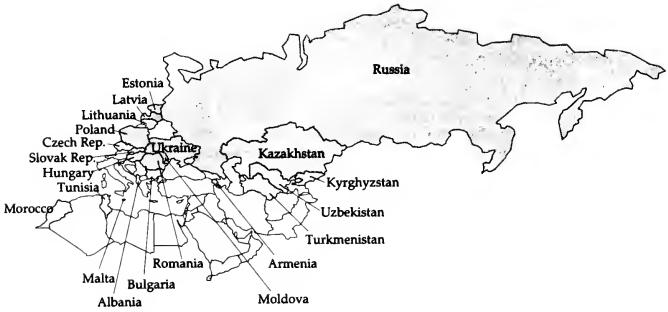 Russia
Estonia
Latvia
Lithuania
Poland
Czech Rep.
Ukraine
Slovak Rep.
Kazakhstan
Hungary
Kyrghyzstan
Tunisia
Morocco
Uzbekistan
Turkmenistan
Romania
Armenia
Malta
Bulgaria
Albania
Moldova